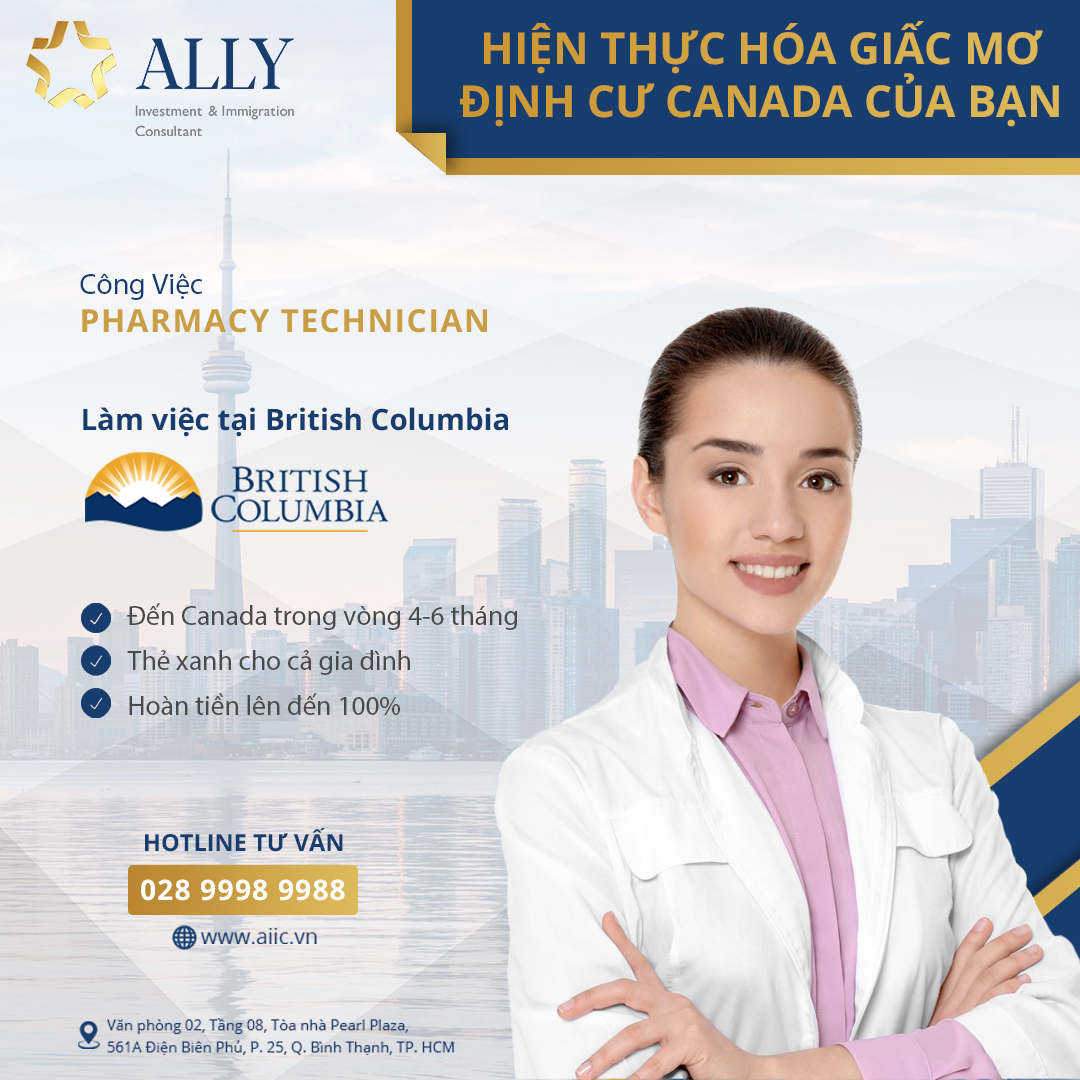 ALLY
Investment & Immigration
Consultant
HIỆN THỰC HÓA GIẤC MƠ
ĐỊNH CƯ CANADA CỦA BẠN
Công Việc
PHARMACY TECHNICIAN
Làm việc tại British Columbia
BRITISH
COLUMBIA
Đến Canada trong vòng 4-6 tháng
Thẻ xanh cho cả gia đình
Hoàn tiền lên đến 100%
HOTLINE TƯ VẤN
028 9998 9988
www.aiic.vn
Văn phòng 02, Tầng 08, Tòa nhà Pearl Plaza,
561A Điện Biên Phủ, P. 25, Q. Bình Thạnh, TP. HCM